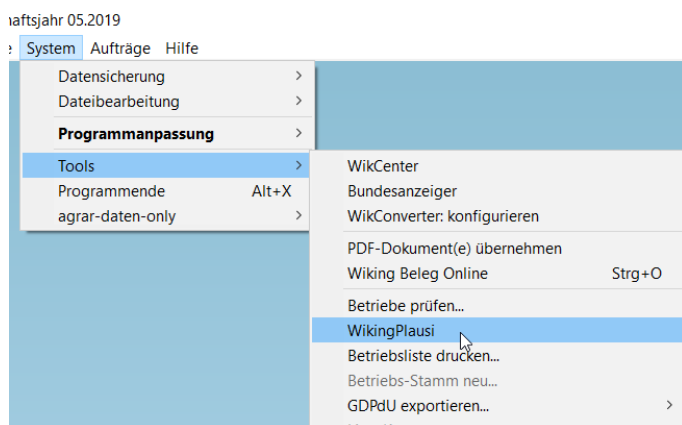 haftsjahr 05.2019
System Aufträge Hilfe
Datensicherung
Dateibearbeitung
Programmanpassung
Tools
Programmende Alt+X
agrar-daten-only
WikCenter
Bundesanzeiger
WikConverter: konfigurieren
PDF-Dokument(e) übernehmen
Wiking Beleg Online Strg+O
Betriebe prüfen...
WikingPlausi
Betriebsliste drucken...
Betriebs-Stamm neu...
GDPdU exportieren...